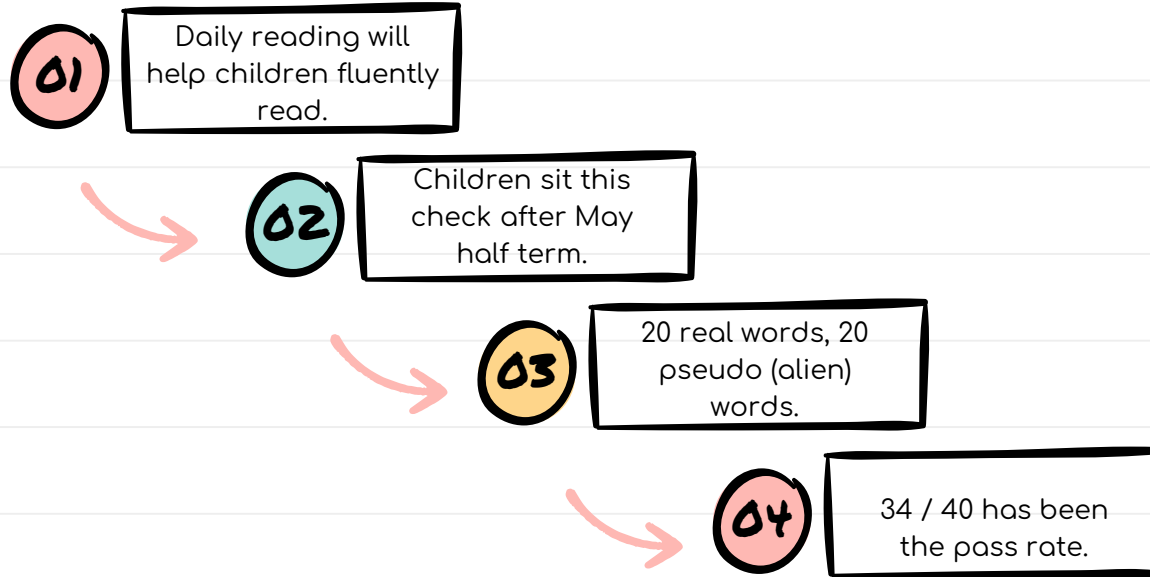 01
Daily reading will
help children fluently
read.
02
Children sit this
check after May
half term.
03
20 real words, 20
pseudo (alien)
words.
04
34 / 40 has been
the pass rate.